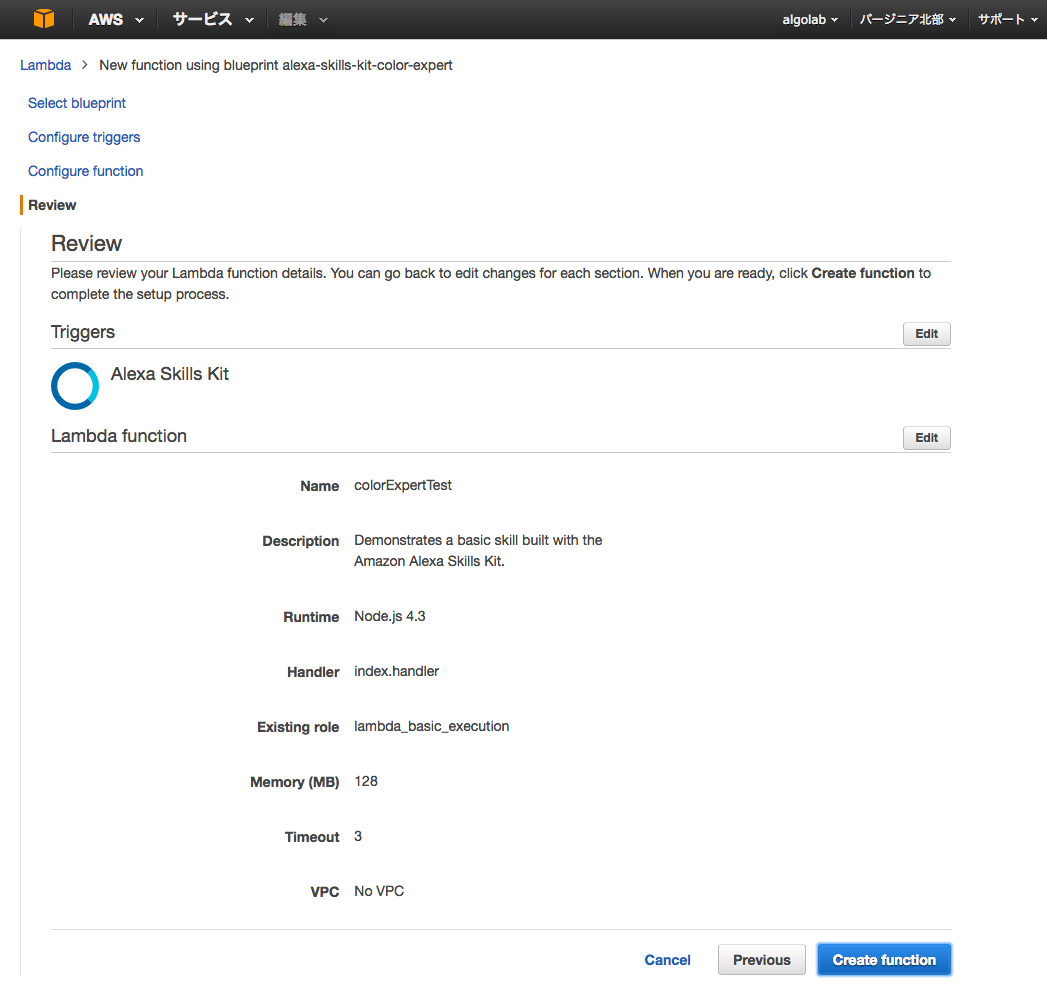 AWS サービス 編集 algolab バージニア北部 サポート
Lambda > New function using blueprint alexa-skills-kit-color-expert
Select blueprint
Configure triggers
Configure function
Review
Review
Please review your Lambda function details. You can go back to edit changes for each section. When you are ready, click Create function to
complete the setup process.
Triggers Edit
Alexa Skills Kit
Lambda function Edit
Name colorExpertTest
Description Demonstrates a basic skill built with the
Amazon Alexa Skills Kit.
Runtime Node.js 4.3
Handler index.handler
Existing role lambda_basic_execution
Memory (MB) 128
Timeout 3
VPC No VPC
Cancel Previous Create function